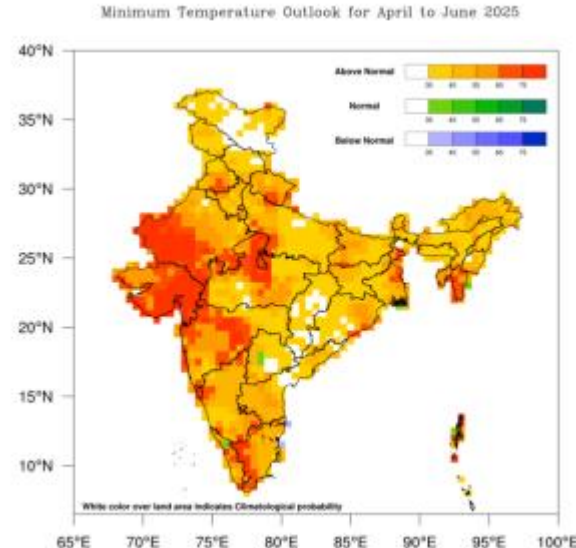 Minimum Temperature Outlook for April to June 2025
40°N
35°N
30°N
25°N
20°N
15°N
10°N
Above Normal
Normal
Below Normal
White color over land area indicates Climatological probability
65°E 70°E 75°E 80°E 85°E 90°E 95°E 100°E